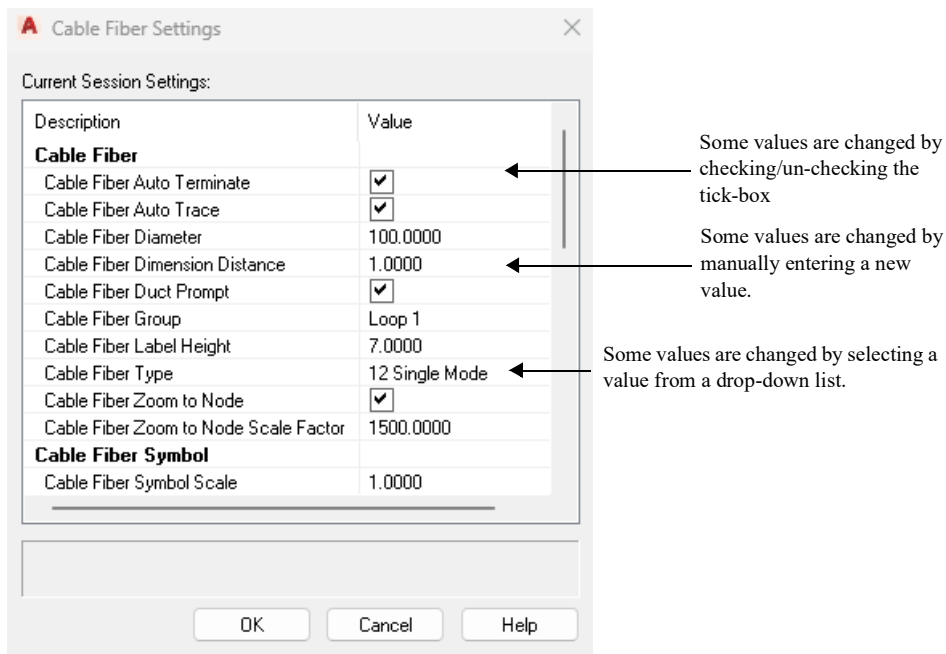 Cable Fiber Settings
Current Session Settings:
Description Value
Cable Fiber
Cable Fiber Auto Terminate
Cable Fiber Auto Trace
Cable Fiber Diameter 100.0000
Cable Fiber Dimension Distance 1.0000
Cable Fiber Duct Prompt
Cable Fiber Group Loop 1
Cable Fiber Label Height 7.0000
Cable Fiber Type 12 Single Mode
Cable Fiber Zoom to Node
Cable Fiber Zoom to Node Scale Factor 1500.0000
Cable Fiber Symbol
Cable Fiber Symbol Scale 1.0000
OK Cancel Help
Some values are changed by
checking/un-checking the
tick-box
Some values are changed by
manually entering a new
value.
Some values are changed by selecting a
value from a drop-down list.